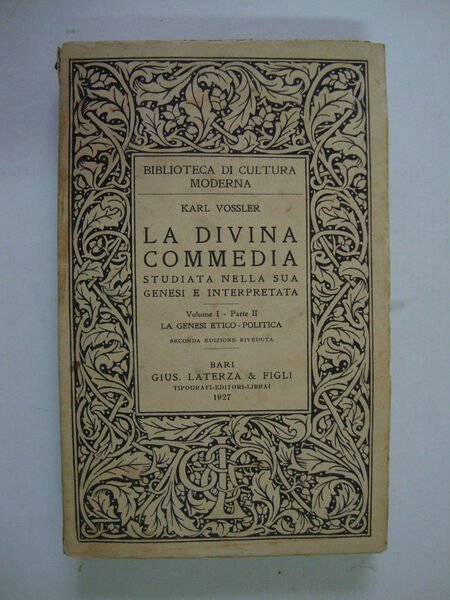 BIBLIOTECA DI CULTURA
MODERNA
KARL VOSSLER
LA DIVINA
COMMEDIA
STUDIATA NELLA SUA
GENESI E INTERPRETATA
Volume I - Parte II
LA GENESI ETICO-POLITICA
SECONDA EDIZIONE RIVEDUTA
BARI
GIUS. LATERZA & FIGLI
TIPOGRAFI-EDITORI-LIBRAI
1927